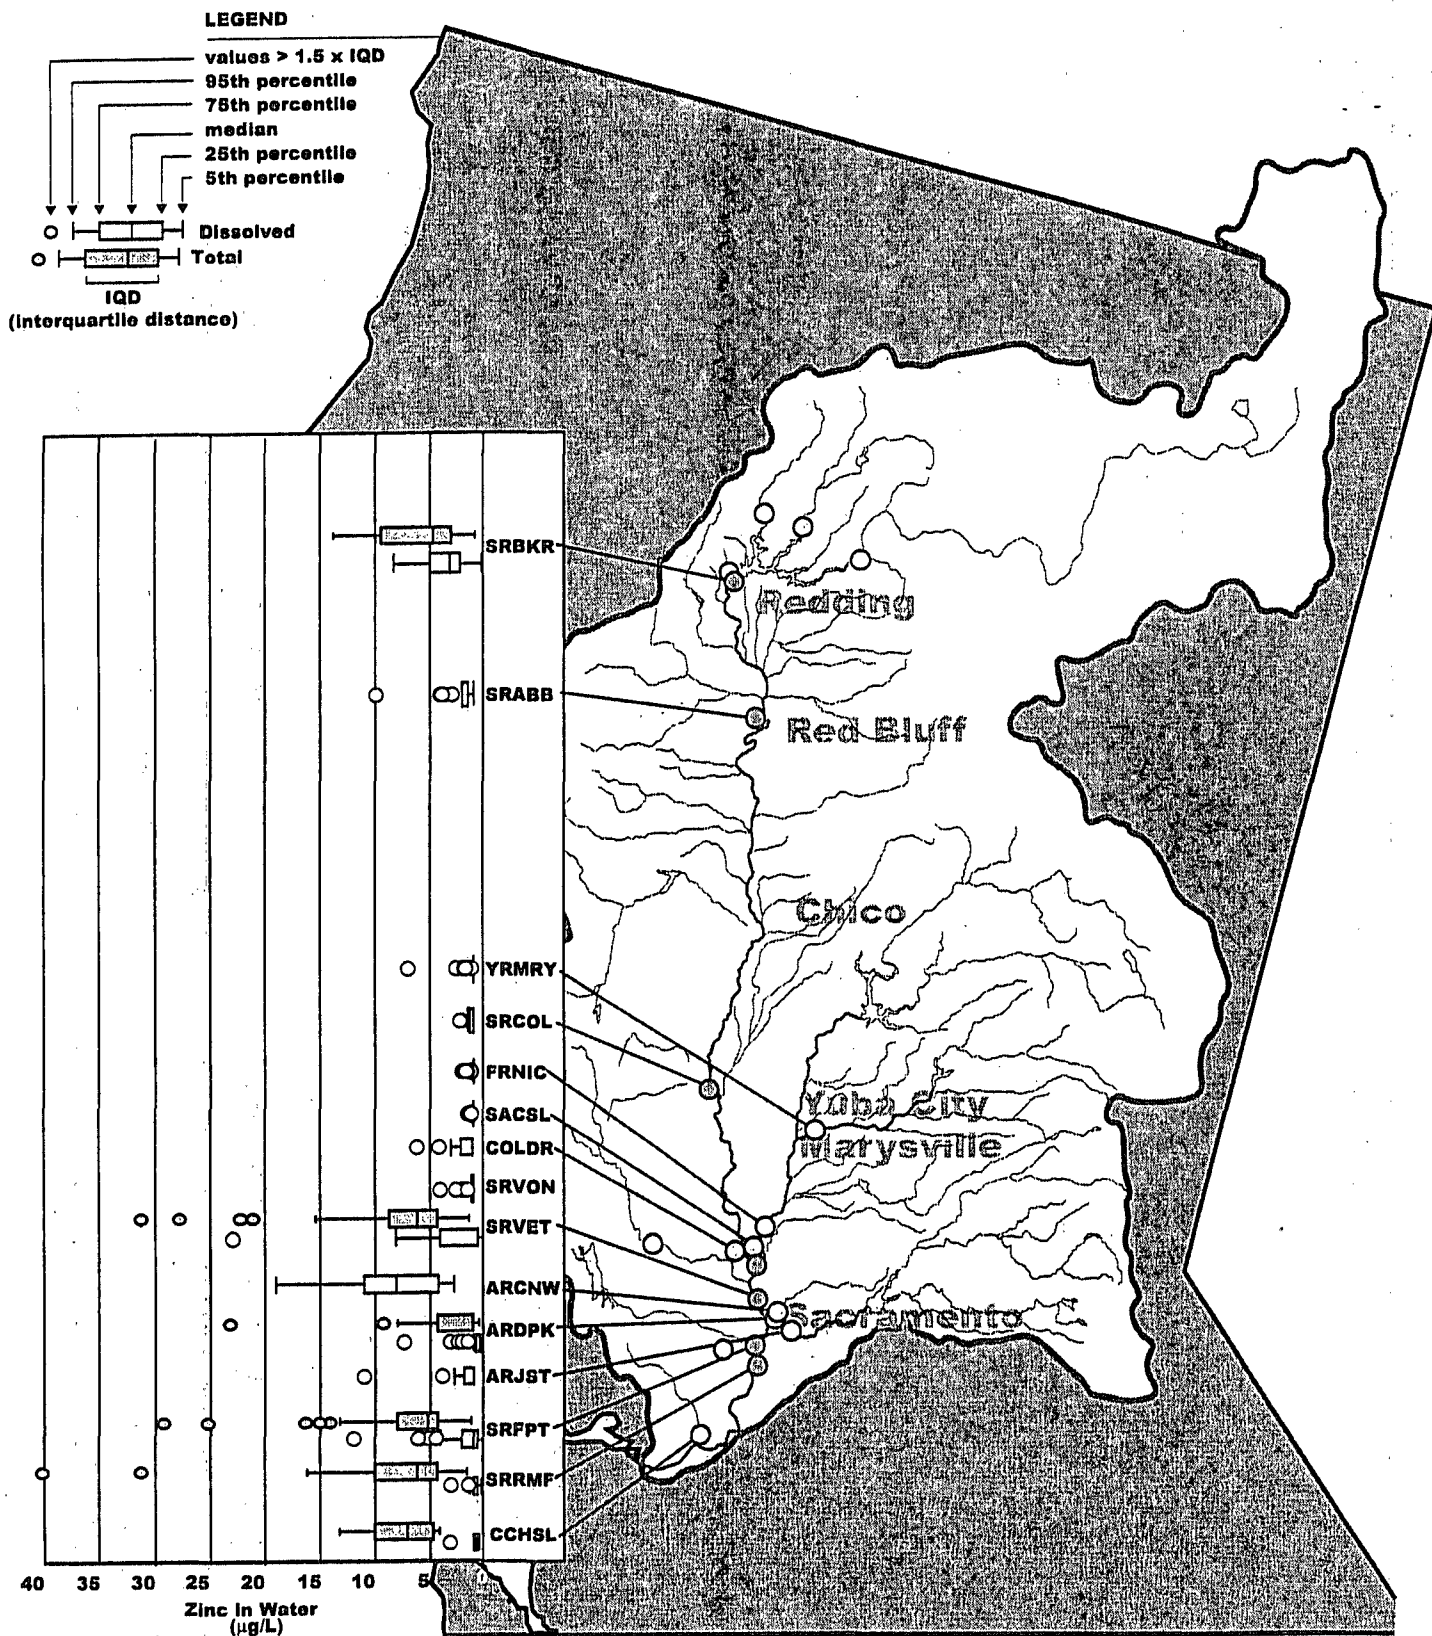 LEGEND
values > 1.5 x IQD
95th percentile
75th percentile
median
25th percentile
5th percentile
Dissolved
Total
IQD
(Interquartile distance)
SRBKR
Redding
SRABB
Red Bluff
Chico
YRMRY
SRCOL
FRNIC
Yuba City
SACSL
Marysville
COLDR
SRVON
SRVET
ARCNW
Sacramento
ARDPK
ARJST
SRFPT
SRRMF
CCHSL
40 35 30 25 20 15 10 5
Zinc in Water
(µg/L)